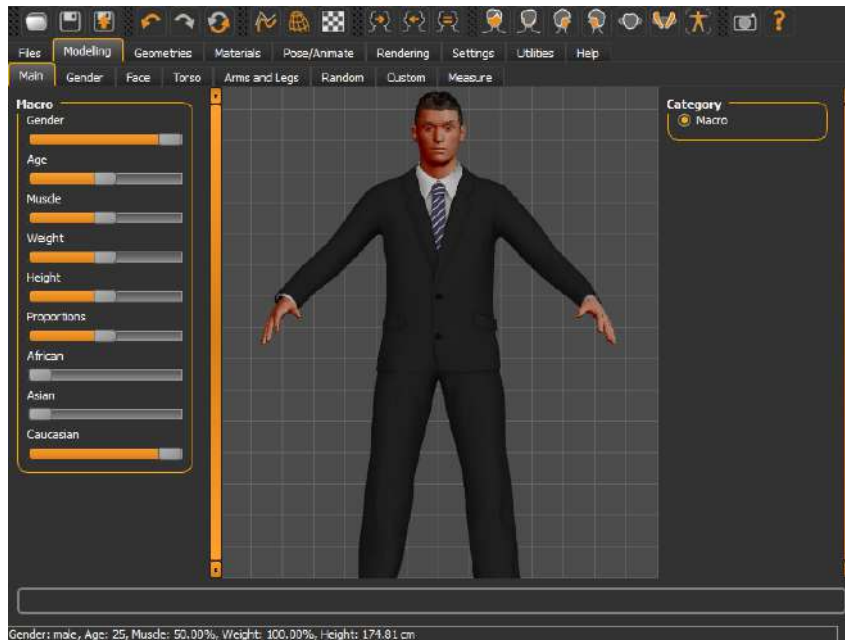 ?
Files Modeling Geometries Materials Pose/Animate Rendering Settings Utilities Help
Main Gender Face Torso Arms and Legs Random Custom Measure
Macro
Gender
Age
Muscle
Weight
Height
Proportions
African
Asian
Caucasian
Category
Macro
Gender: male, Age: 25, Muscle: 50.00%, Weight: 100.00%, Height: 174.81 cm